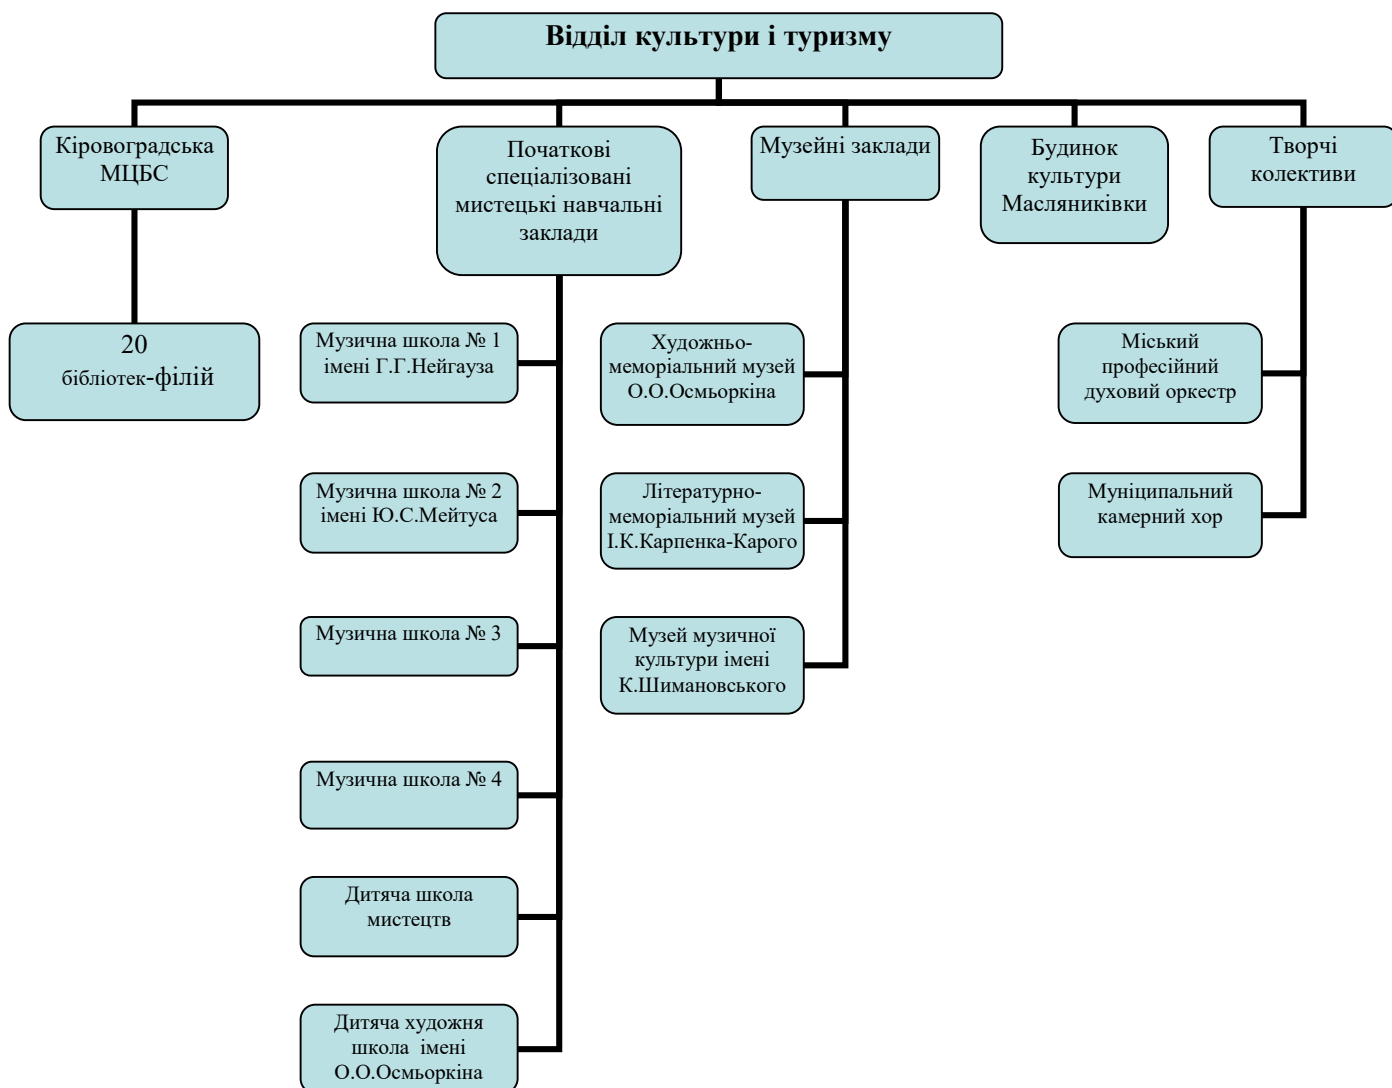 Відділ культури і туризму
Кіровоградська
МЦБС
Початкові
спеціалізовані
мистецькі навчальні
заклади
Музейні заклади
Будинок
культури
Масляниківки
Творчі
колективи
20
бібліотек-філій
Музична школа № 1
імені Г.Г.Нейгауза
Музична школа № 2
імені Ю.С.Мейтуса
Музична школа № 3
Музична школа № 4
Дитяча школа
мистецтв
Дитяча художня
школа імені
О.О.Осмьоркіна
Художньо-
меморіальний музей
О.О.Осмьоркіна
Літературно-
меморіальний музей
І.К.Карпенка-Карого
Музей музичної
культури імені
К.Шимановського
Міський
професійний
духовий оркестр
Муніципальний
камерний хор